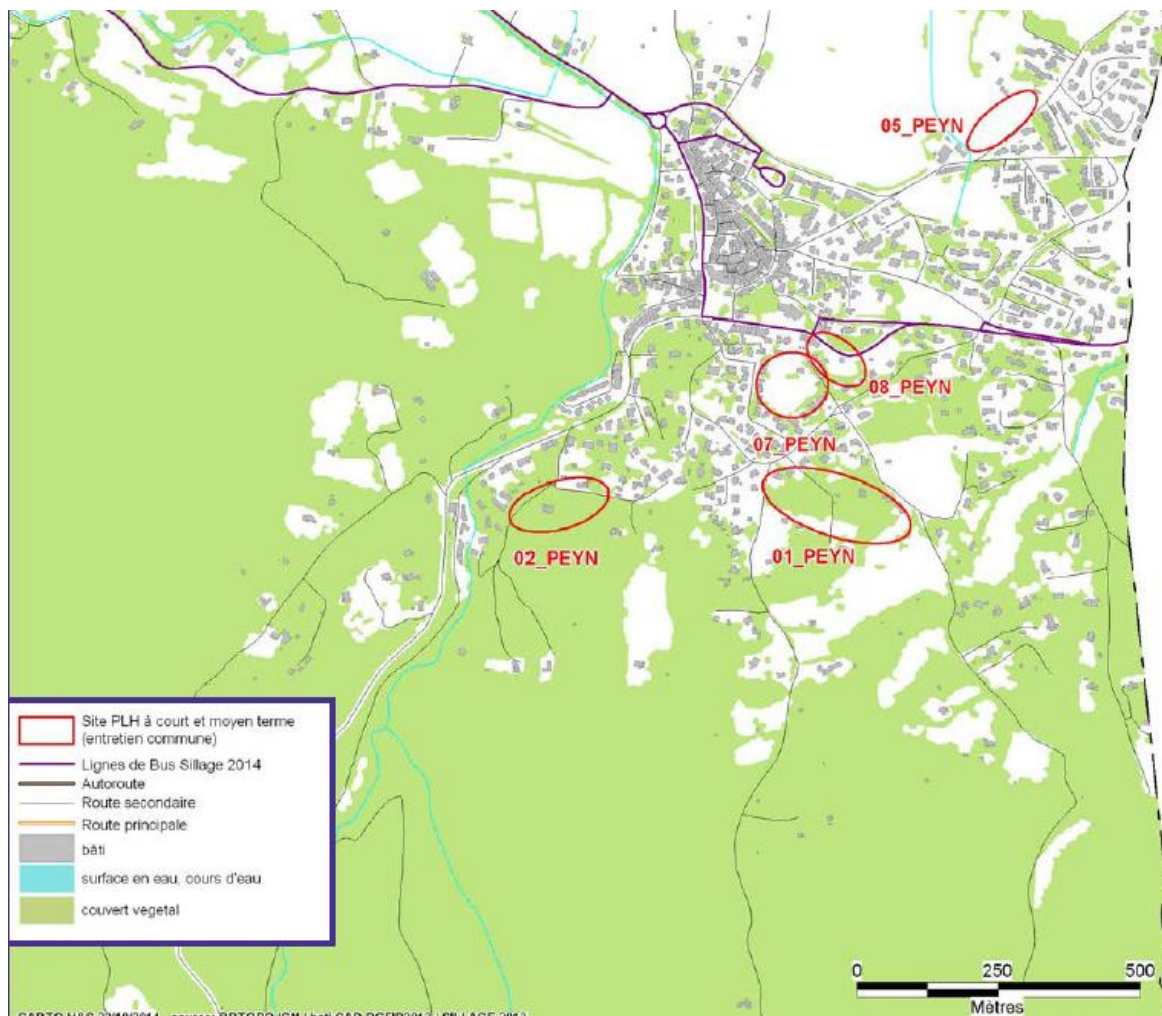 05_PEYN
08_PEYN
07_PEYN
02_PEYN
01_PEYN
Site PLH à court et moyen terme
(entretien commune)
Lignes de Bus Sillage 2014
Autoroute
Route secondaire
Route principale
bâti
surface en eau, cours d'eau
couvert vegetal
0 250 500
Mètres